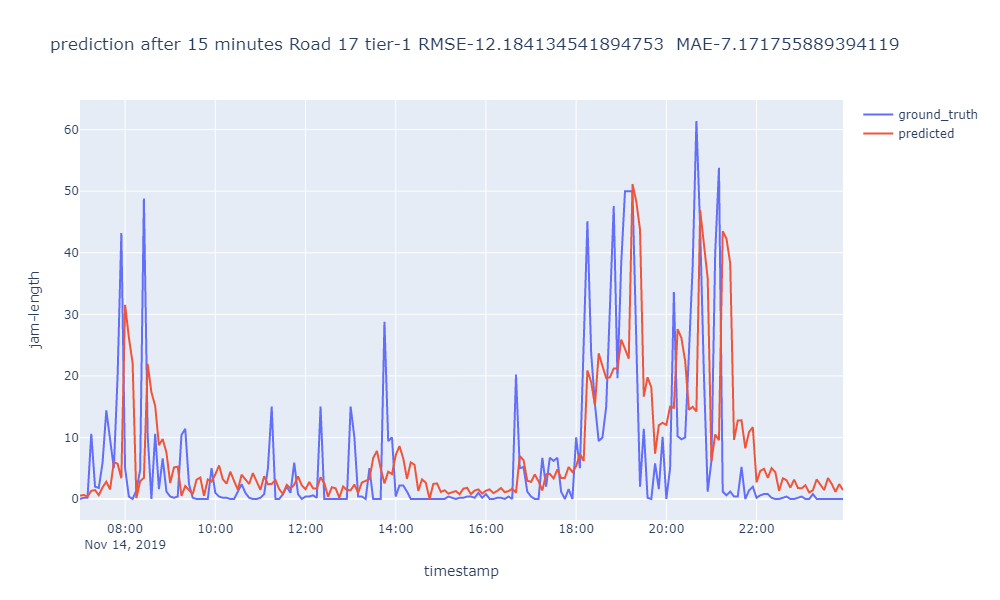 prediction after 15 minutes Road 17 tier-1 RMSE-12.184134541894753  MAE-7.171755889394119
ground_truth
predicted
60
50
40
30
20
10
0
jam-length
08:00 10:00 12:00 14:00 16:00 18:00 20:00 22:00
Nov 14, 2019
timestamp